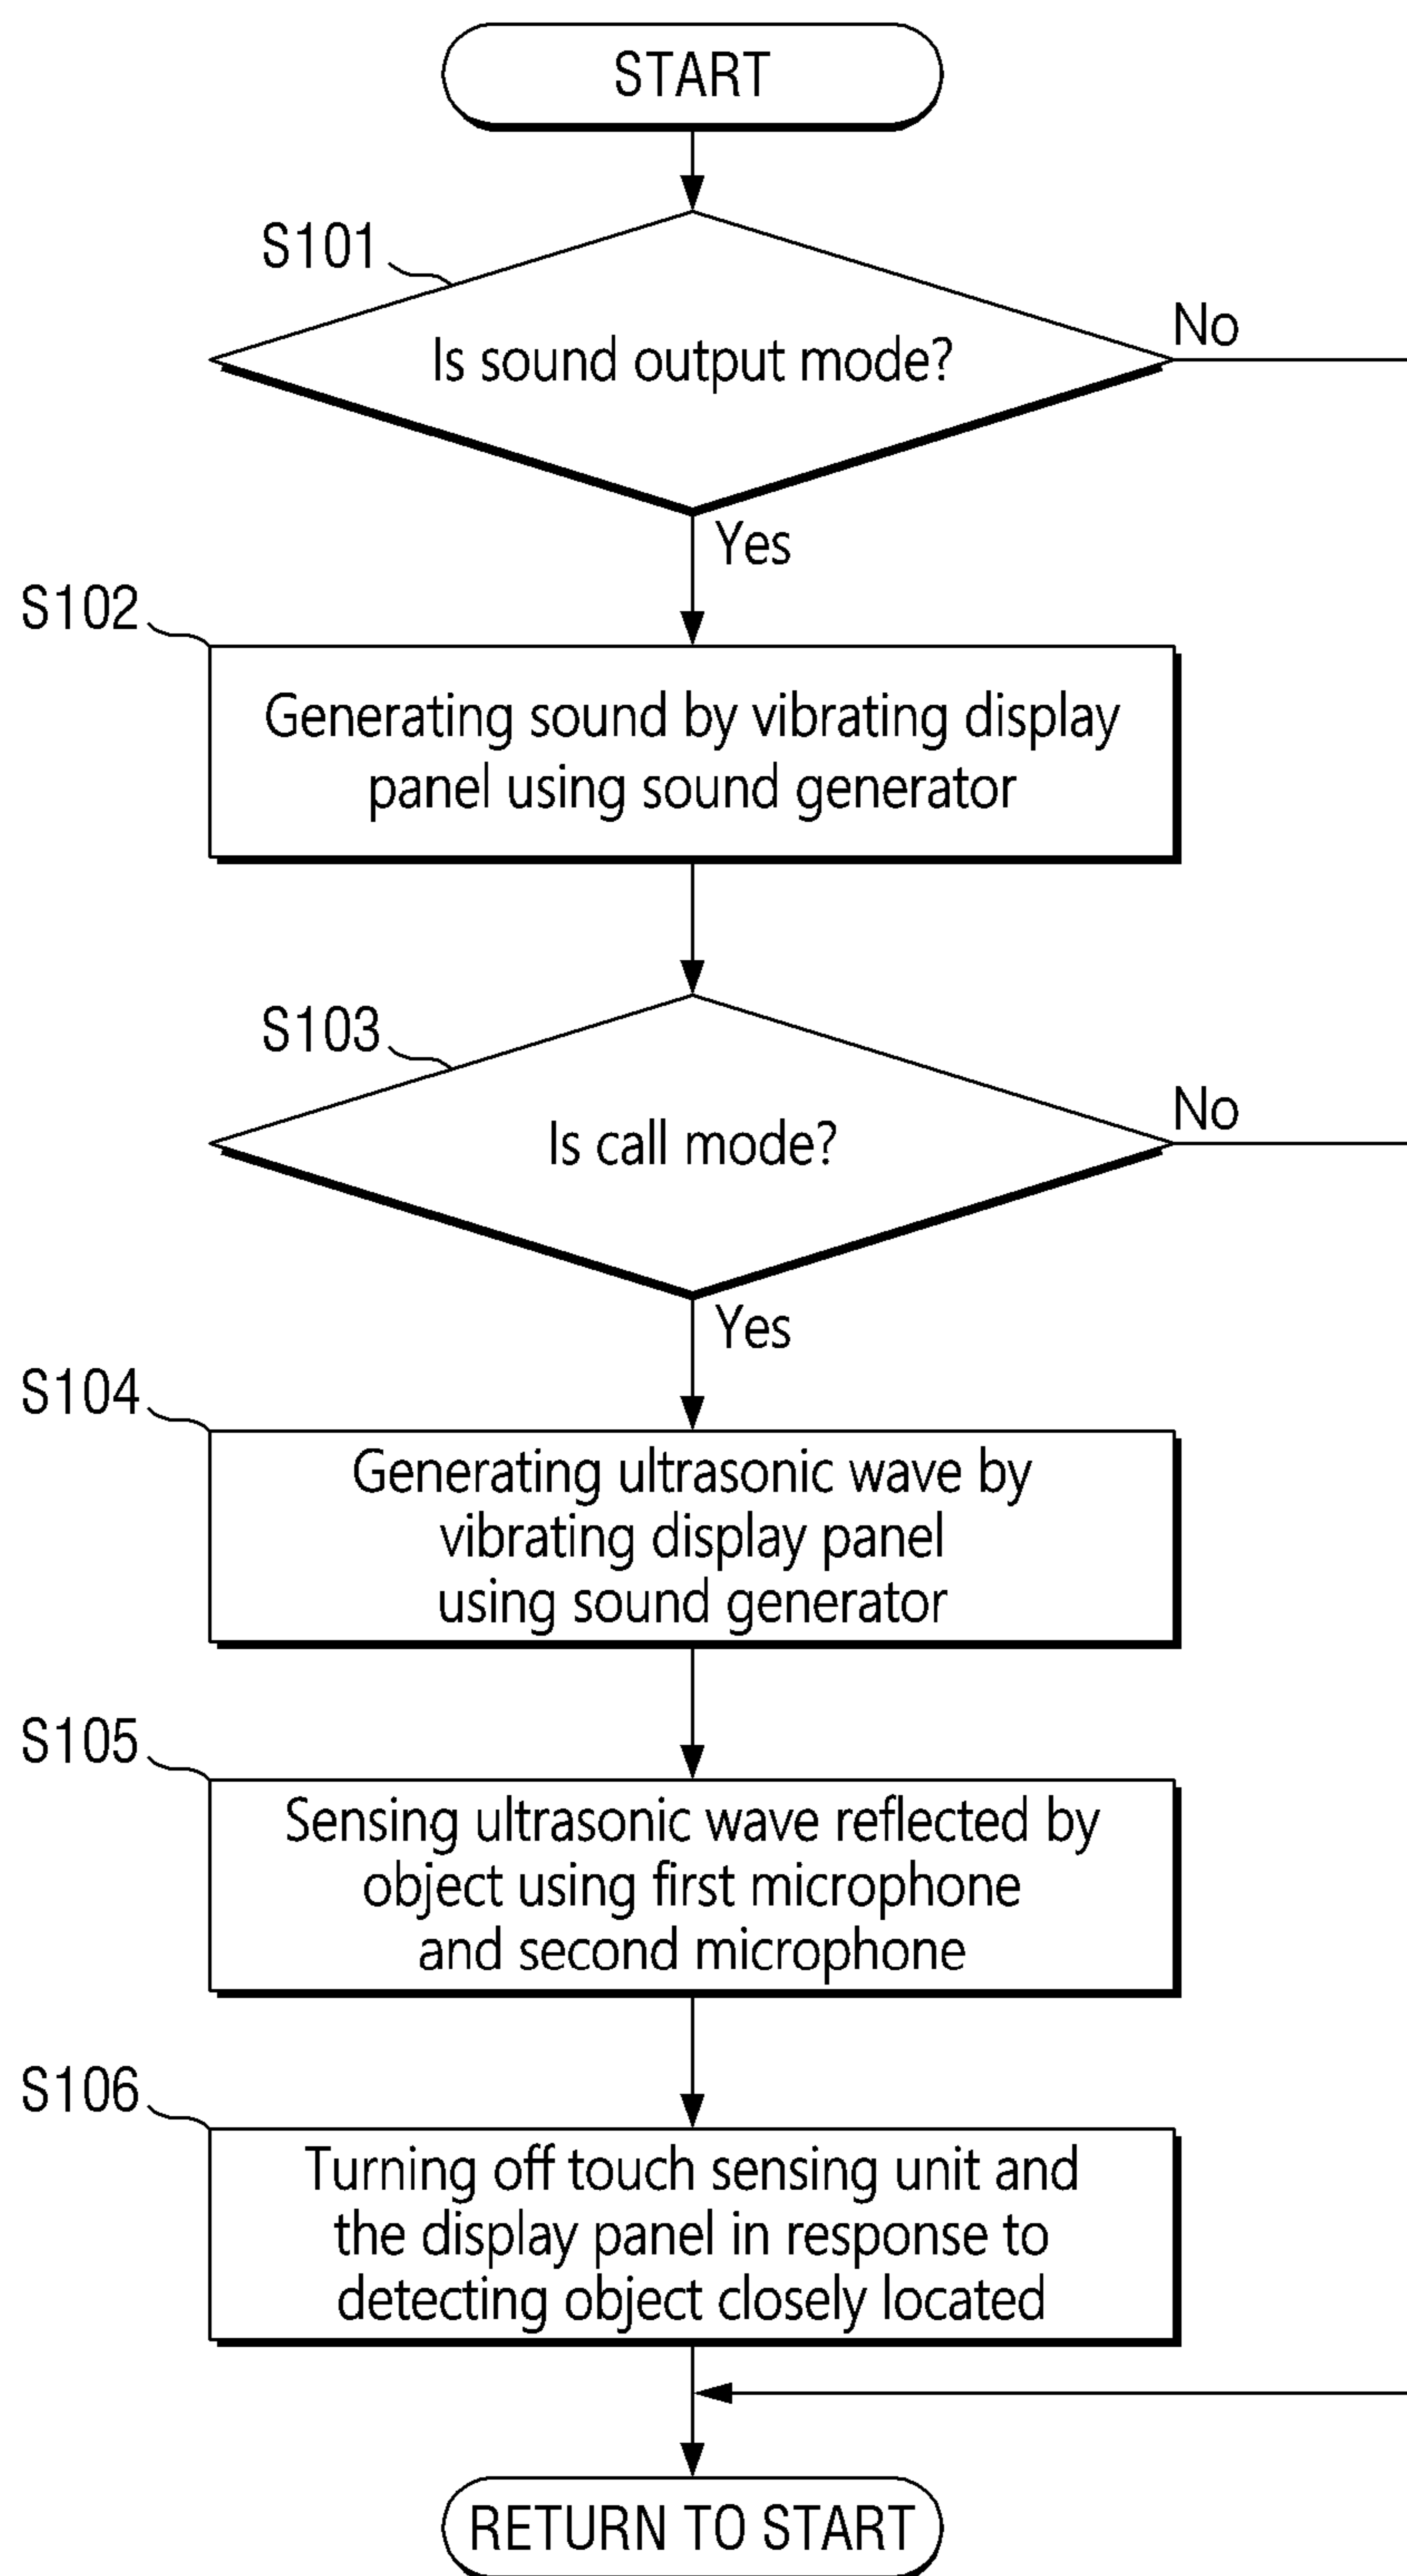 START
S101
Is sound output mode?
No
Yes
S102
Generating sound by vibrating display
panel using sound generator
S103
Is call mode?
No
Yes
S104
Generating ultrasonic wave by
vibrating display panel
using sound generator
S105
Sensing ultrasonic wave reflected by
object using first microphone
and second microphone
S106
Turning off touch sensing unit and
the display panel in response to
detecting object closely located
RETURN TO START